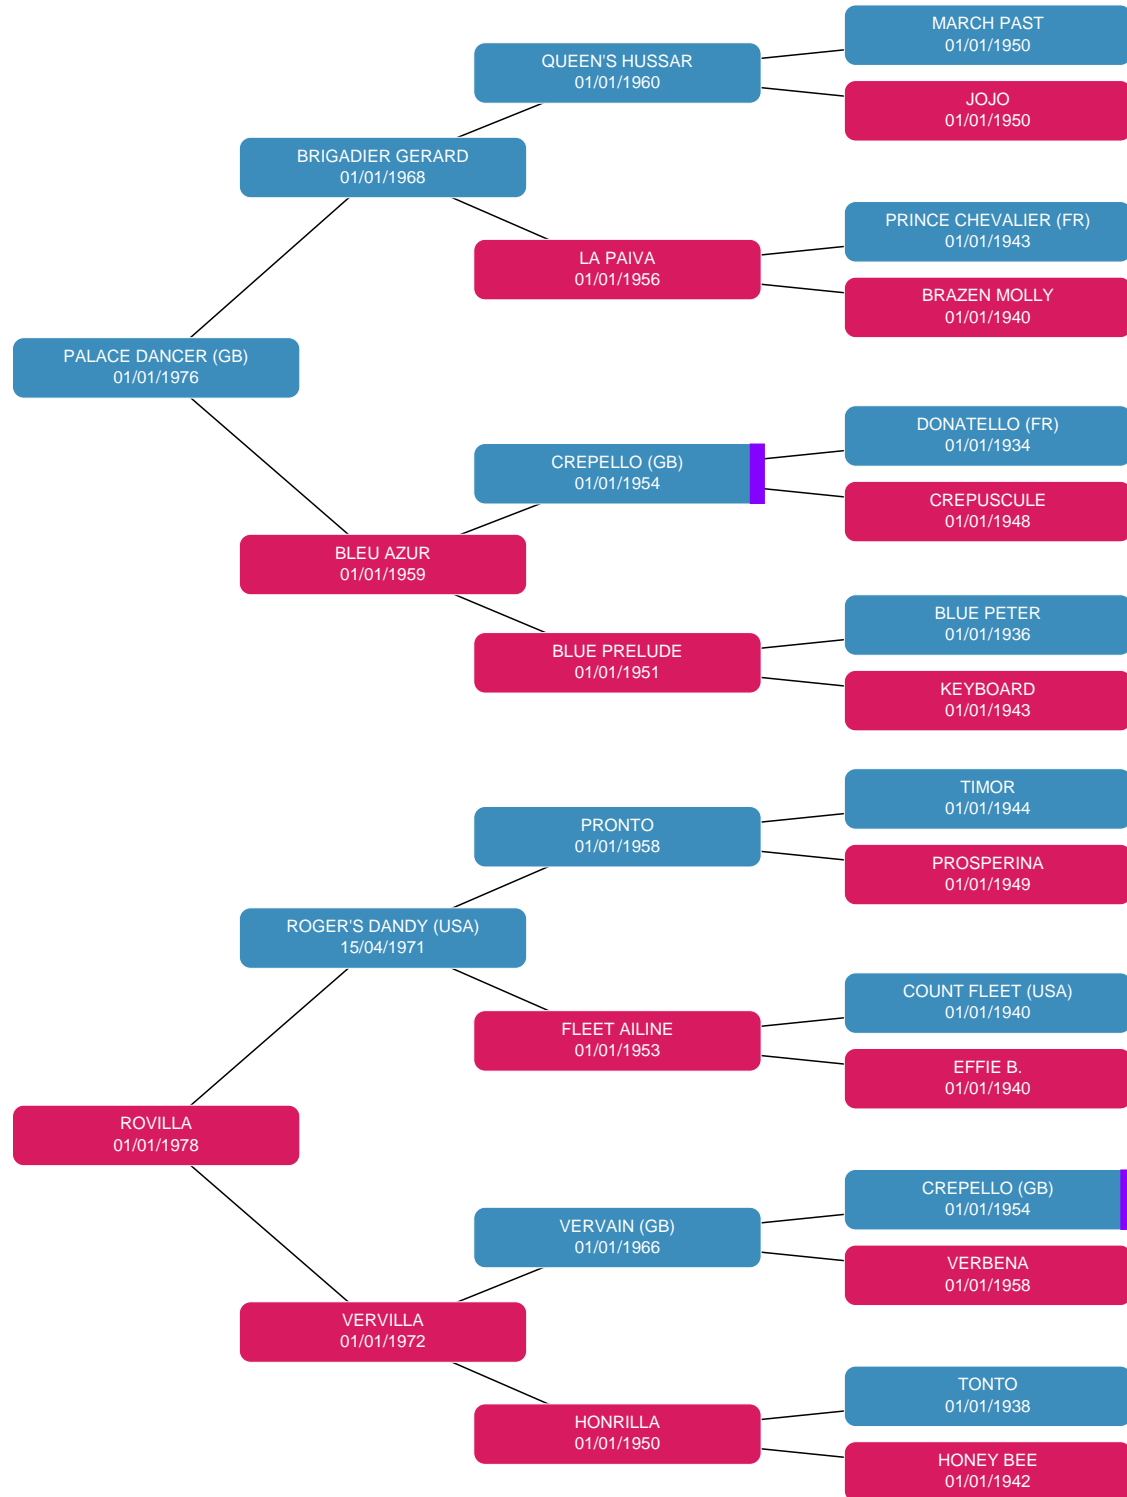 MARCH PAST
01/01/1950
QUEEN'S HUSSAR
01/01/1960
JOJO
01/01/1950
BRIGADIER GERARD
01/01/1968
PRINCE CHEVALIER (FR)
01/01/1943
LA PAIVA
01/01/1956
BRAZEN MOLLY
01/01/1940
PALACE DANCER (GB)
01/01/1976
DONATELLO (FR)
01/01/1934
CREPELLO (GB)
01/01/1954
CREPUSCULE
01/01/1948
BLEU AZUR
01/01/1959
BLUE PETER
01/01/1936
BLUE PRELUDE
01/01/1951
KEYBOARD
01/01/1943
TIMOR
01/01/1944
PRONTO
01/01/1958
PROSPERINA
01/01/1949
ROGER'S DANDY (USA)
15/04/1971
COUNT FLEET (USA)
01/01/1940
FLEET AILINE
01/01/1953
EFFIE B.
01/01/1940
ROVILLA
01/01/1978
CREPELLO (GB)
01/01/1954
VERVAIN (GB)
01/01/1966
VERBENA
01/01/1958
VERVILLA
01/01/1972
TONTO
01/01/1938
HONRILLA
01/01/1950
HONEY BEE
01/01/1942